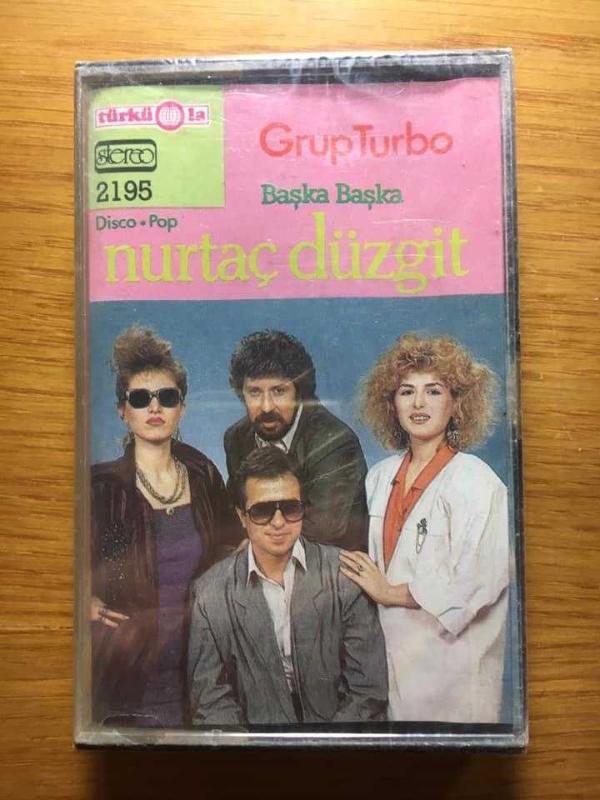 türkü la
stereo
2195
Disco • Pop
Grup Turbo
Başka Başka
nurtaç düzgit